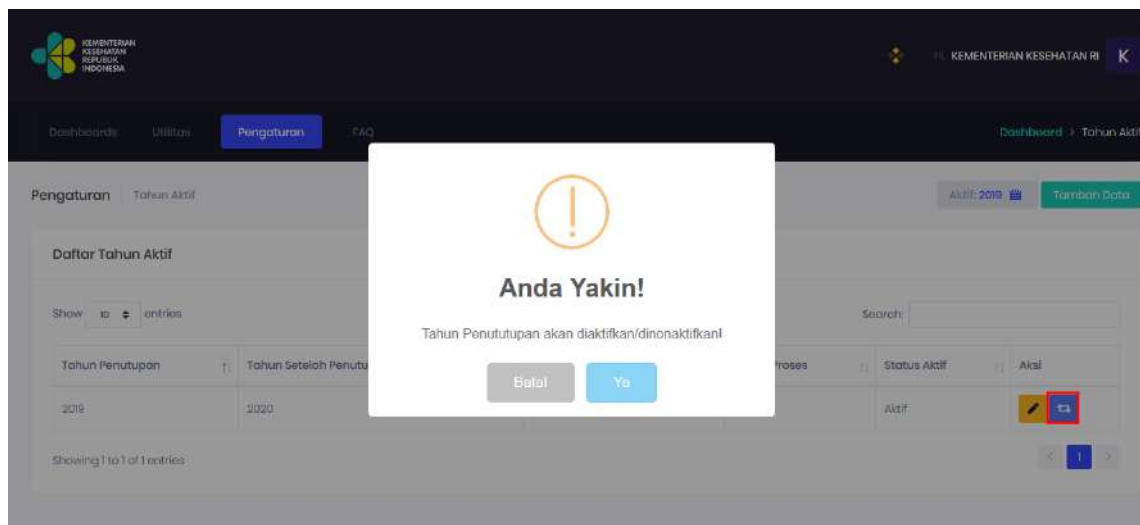 KEMENTERIAN
KESEHATAN
REPUBLIK
INDONESIA
KEMENTERIAN KESEHATAN RI K
Dashboards Utilitas Pengaturan FAQ
Dashboard > Tahun Aktif
Pengaturan Tahun Aktif
Aktif: 2019 Tambah Data
Anda Yakin!
Tahun Penututupan akan diaktifkan/dinonaktifkan!
Batal Ya
Daftar Tahun Aktif
Show 10 entries
Search:
Tahun Penutupan Tahun Setelah Penutu Proses Status Aktif Aksi
2019 2020 Aktif
Showing 1 to 1 of 1 entries
< 1 >